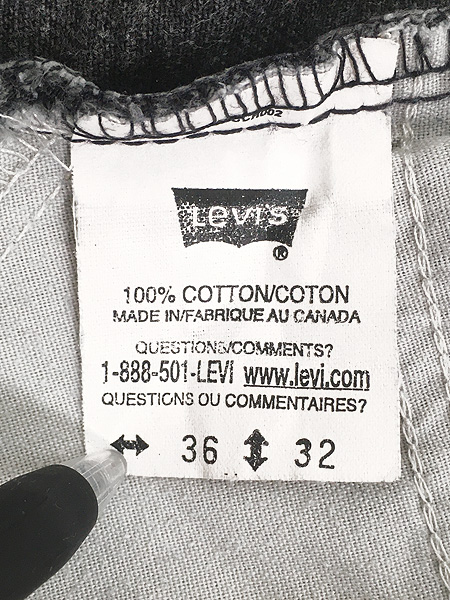 SCH002
Levi's
®
100% COTTON/COTON
MADE IN/FABRIQUE AU CANADA
QUESTIONS/COMMENTS?
1-888-501-LEVI www.levi.com
QUESTIONS OU COMMENTAIRES?
↔ 36 ↕ 32